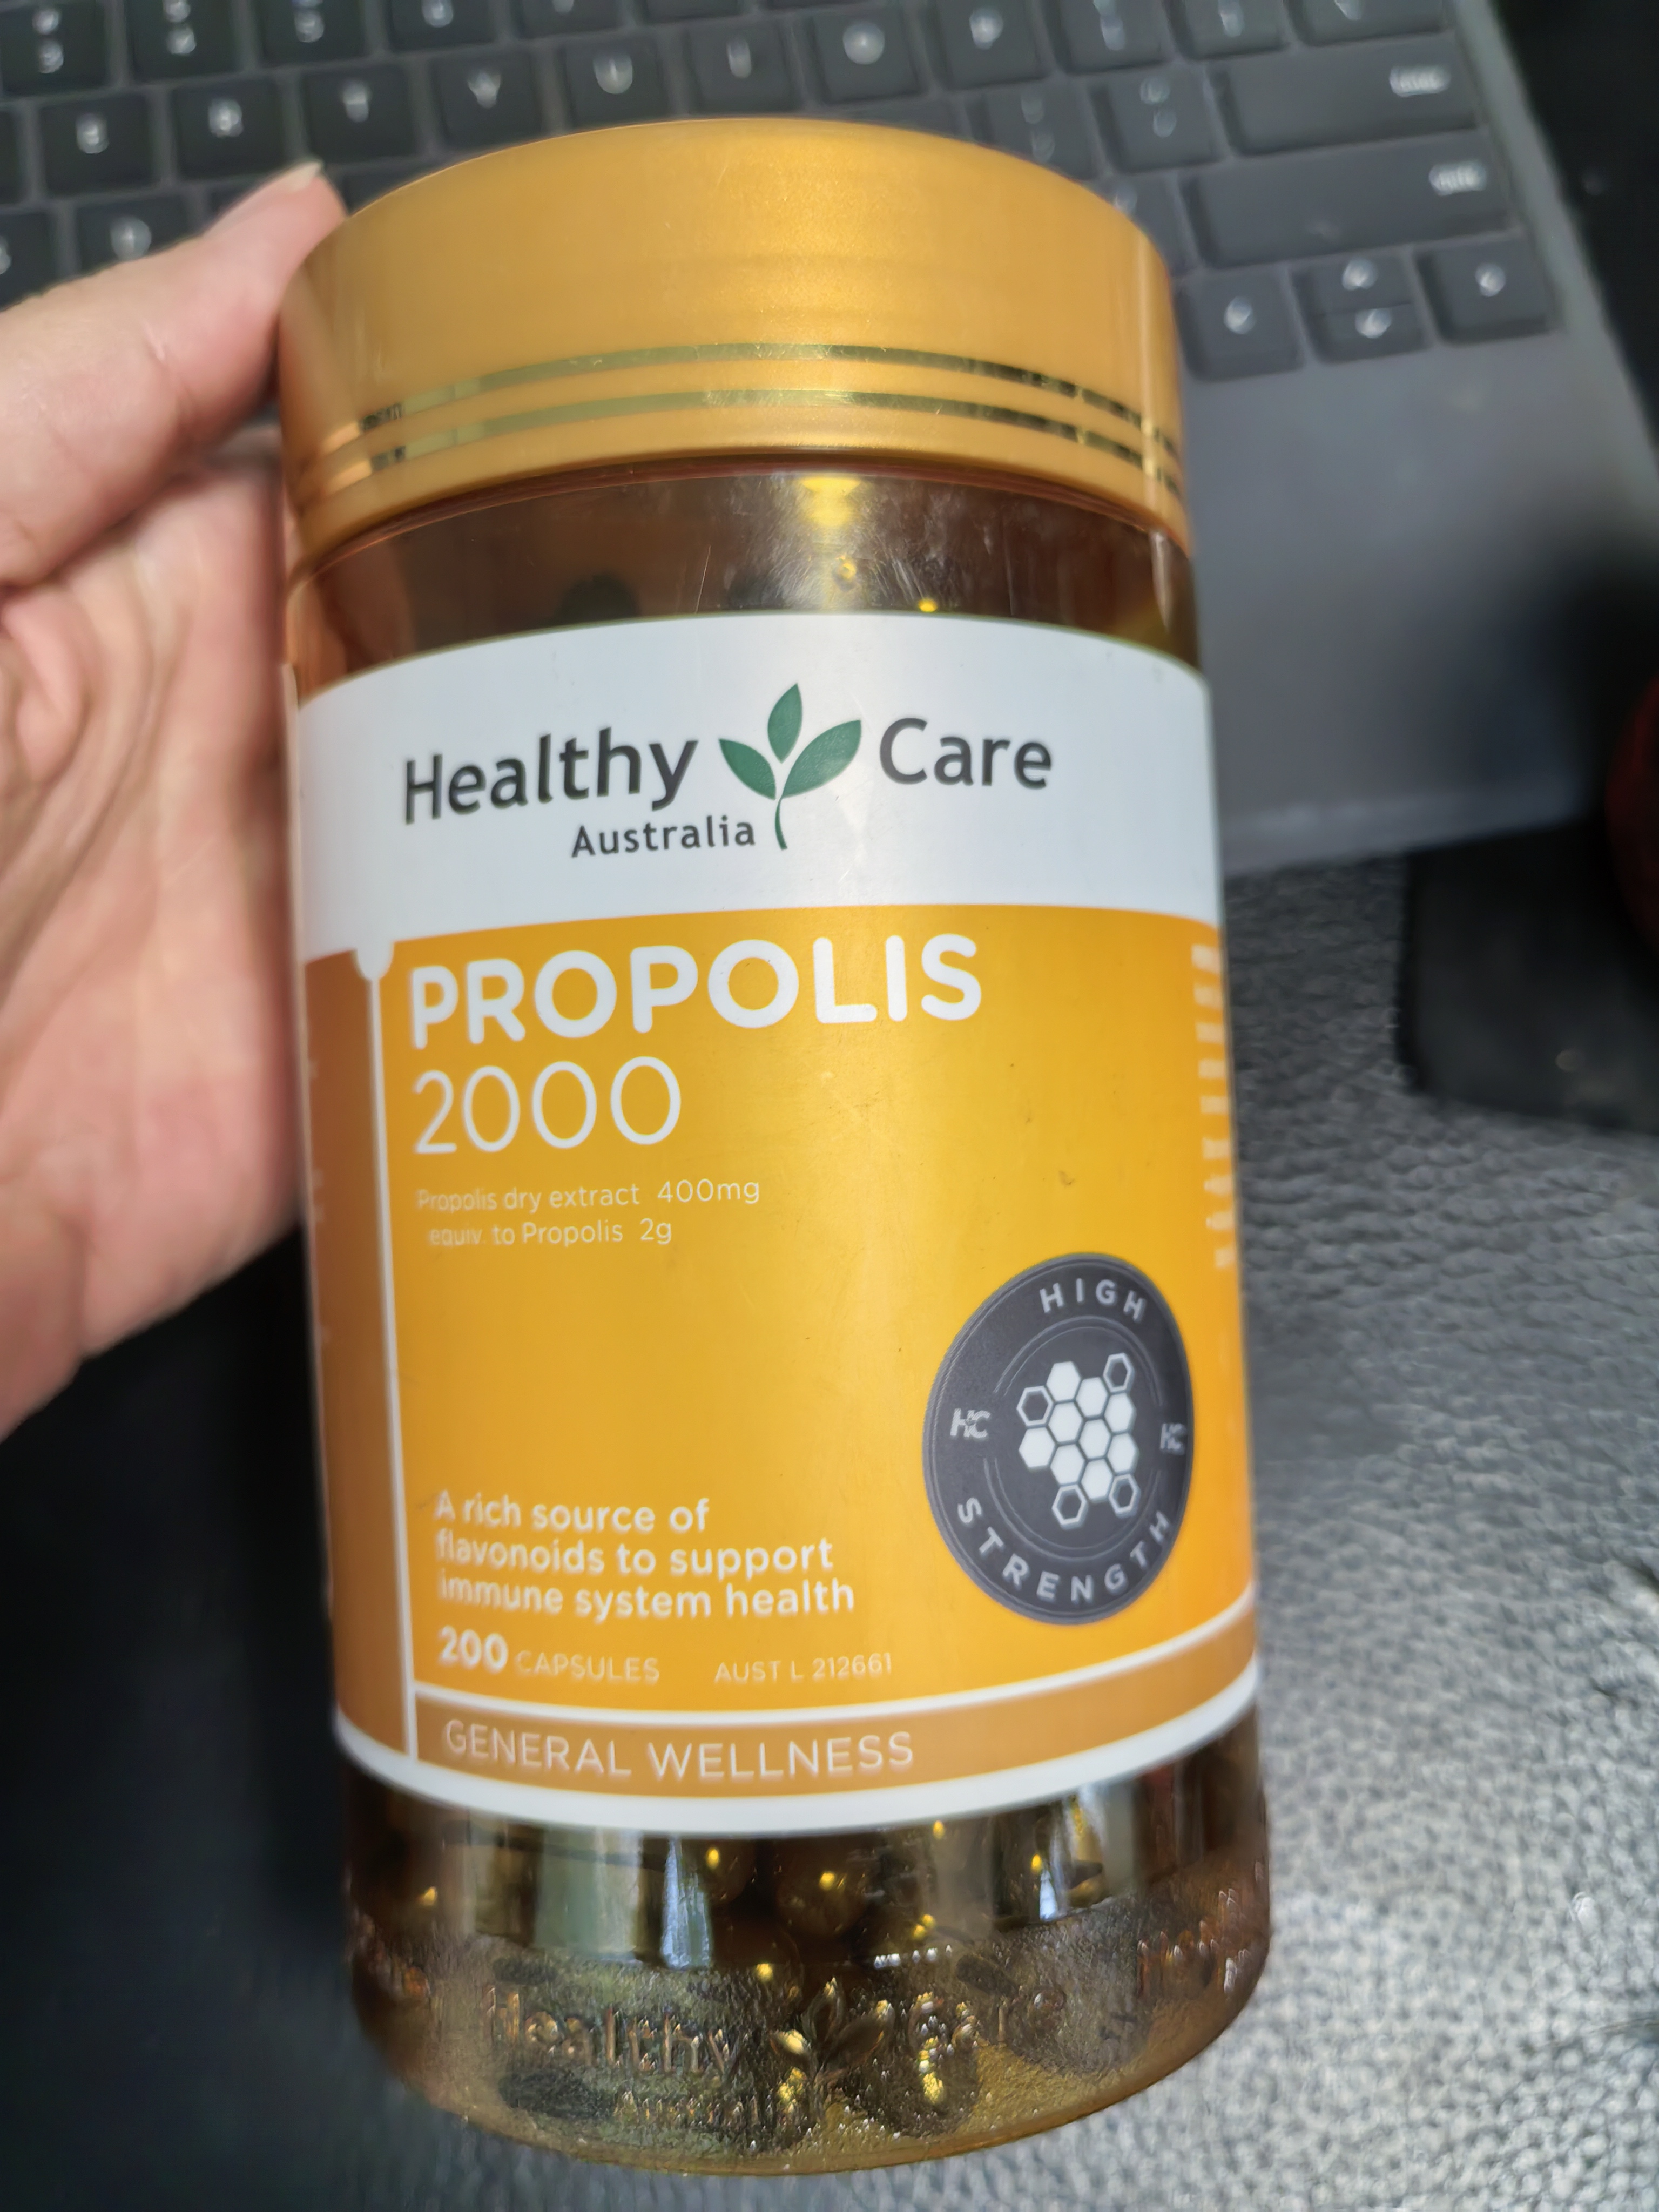 Healthy Care
Australia
PROPOLIS
2000
Propolis dry extract 400mg
equiv. to Propolis 2g
HIGH
HC
HC
STRENGTH
A rich source of
flavonoids to support
immune system health
200 CAPSULES AUST L 212661
GENERAL WELLNESS
Healthy Care
Australia